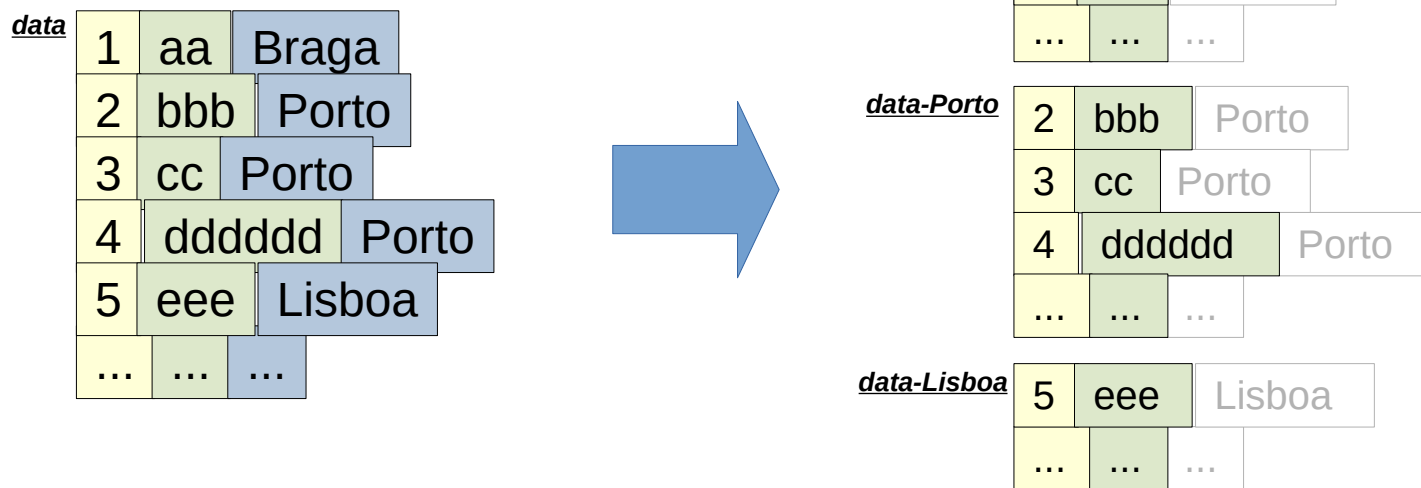 data
1 aa Braga
2 bbb Porto
3 cc Porto
4 dddddd Porto
5 eee Lisboa
... ... ...
... ... ...
data-Porto
2 bbb Porto
3 cc Porto
4 dddddd Porto
... ... ...
data-Lisboa
5 eee Lisboa
... ... ...